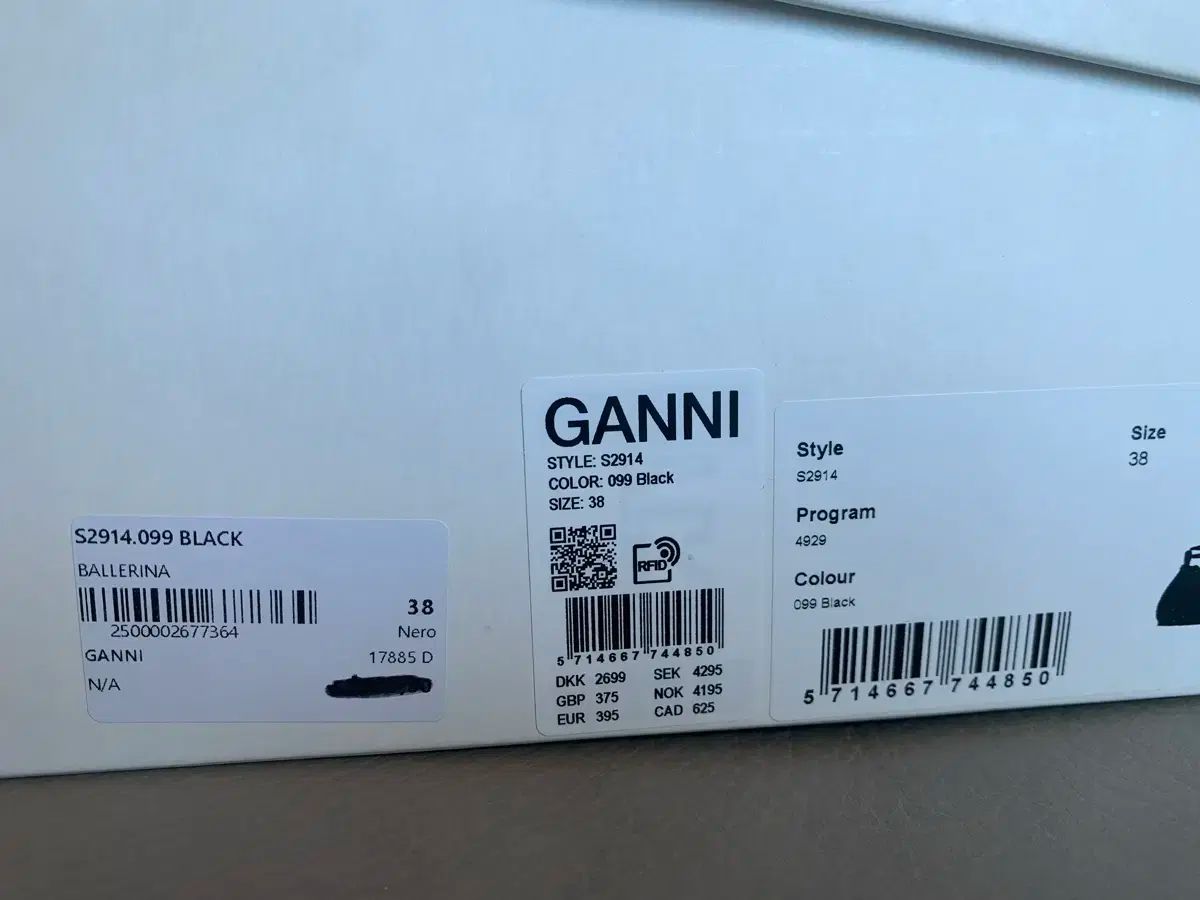 S2914.099 BLACK
BALLERINA
38
2500002677364
Nero
GANNI
17885 D
N/A
GANNI
STYLE: S2914
COLOR: 099 Black
SIZE: 38
RFID
5 714667 744850
DKK 2699 SEK 4295
GBP 375 NOK 4195
EUR 395 CAD 625
Style
S2914
Size
38
Program
4929
Colour
099 Black
5 714667 744850